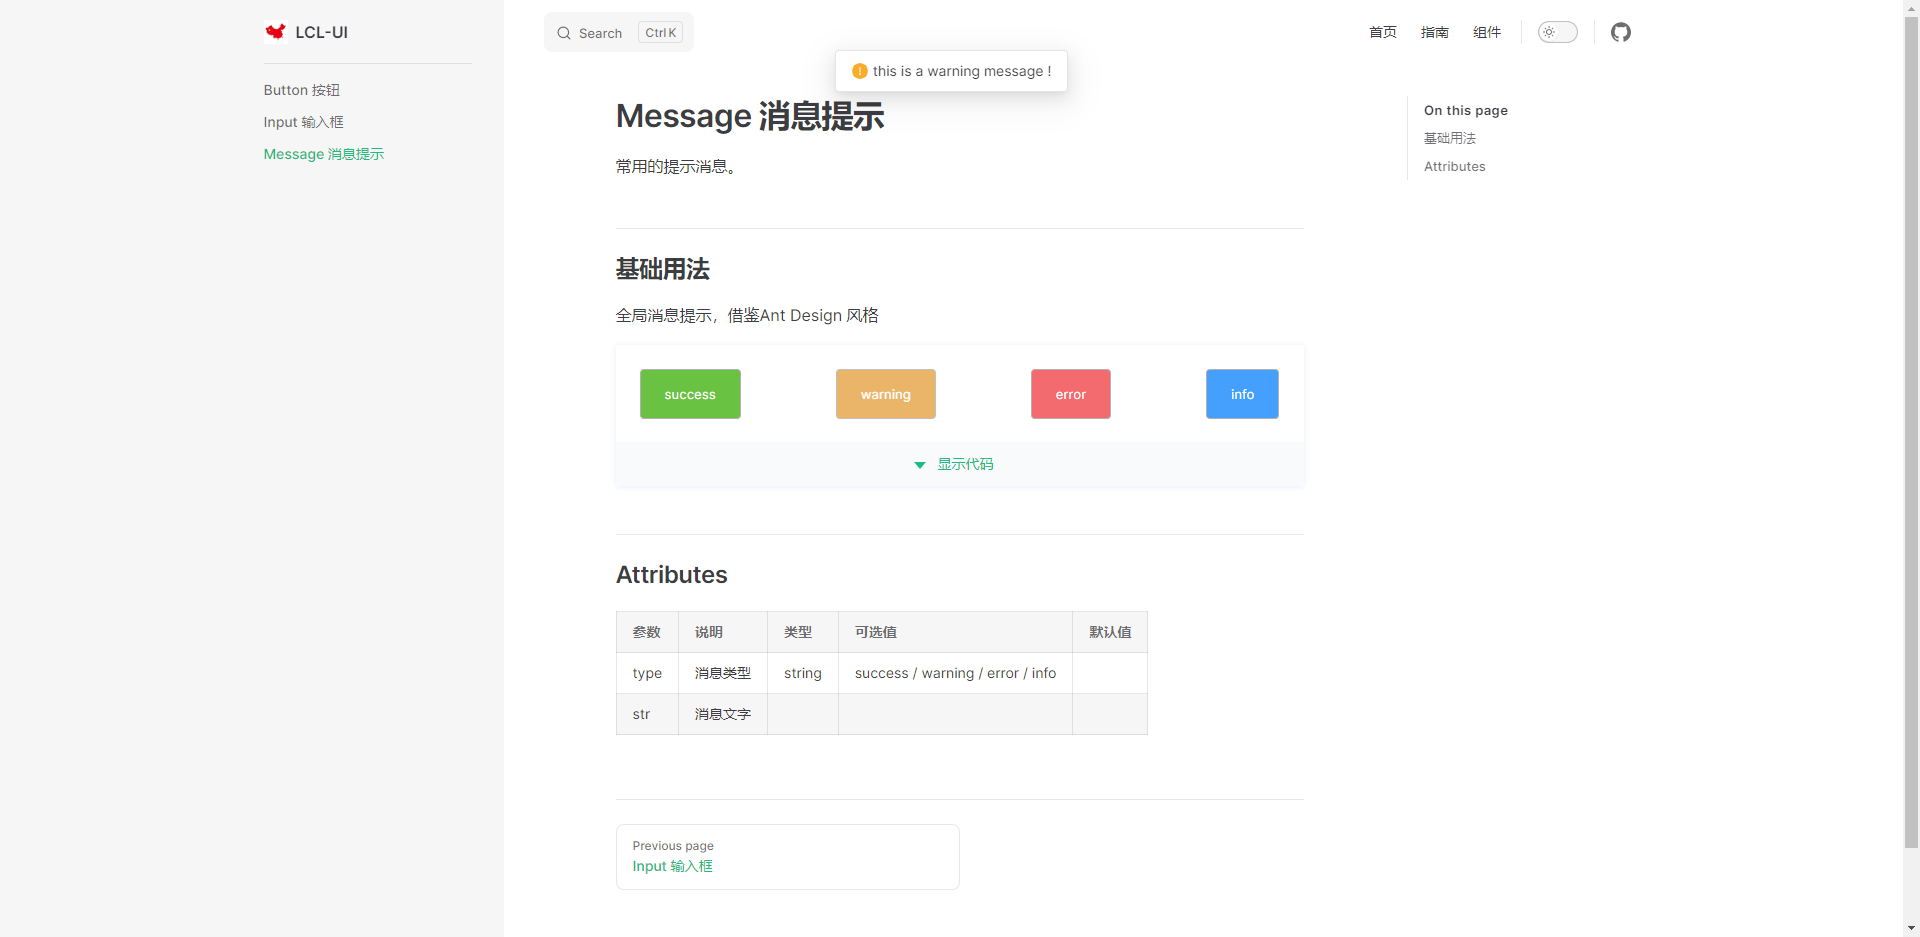 LCL-UI
Search Ctrl K
首页 指南 组件
this is a warning message !
Button 按钮
Input 输入框
Message 消息提示
Message 消息提示
常用的提示消息。
On this page
基础用法
Attributes
基础用法
全局消息提示，借鉴Ant Design 风格
success warning error info
显示代码
Attributes
参数 说明 类型 可选值 默认值
type 消息类型 string success / warning / error / info
str 消息文字
Previous page
Input 输入框